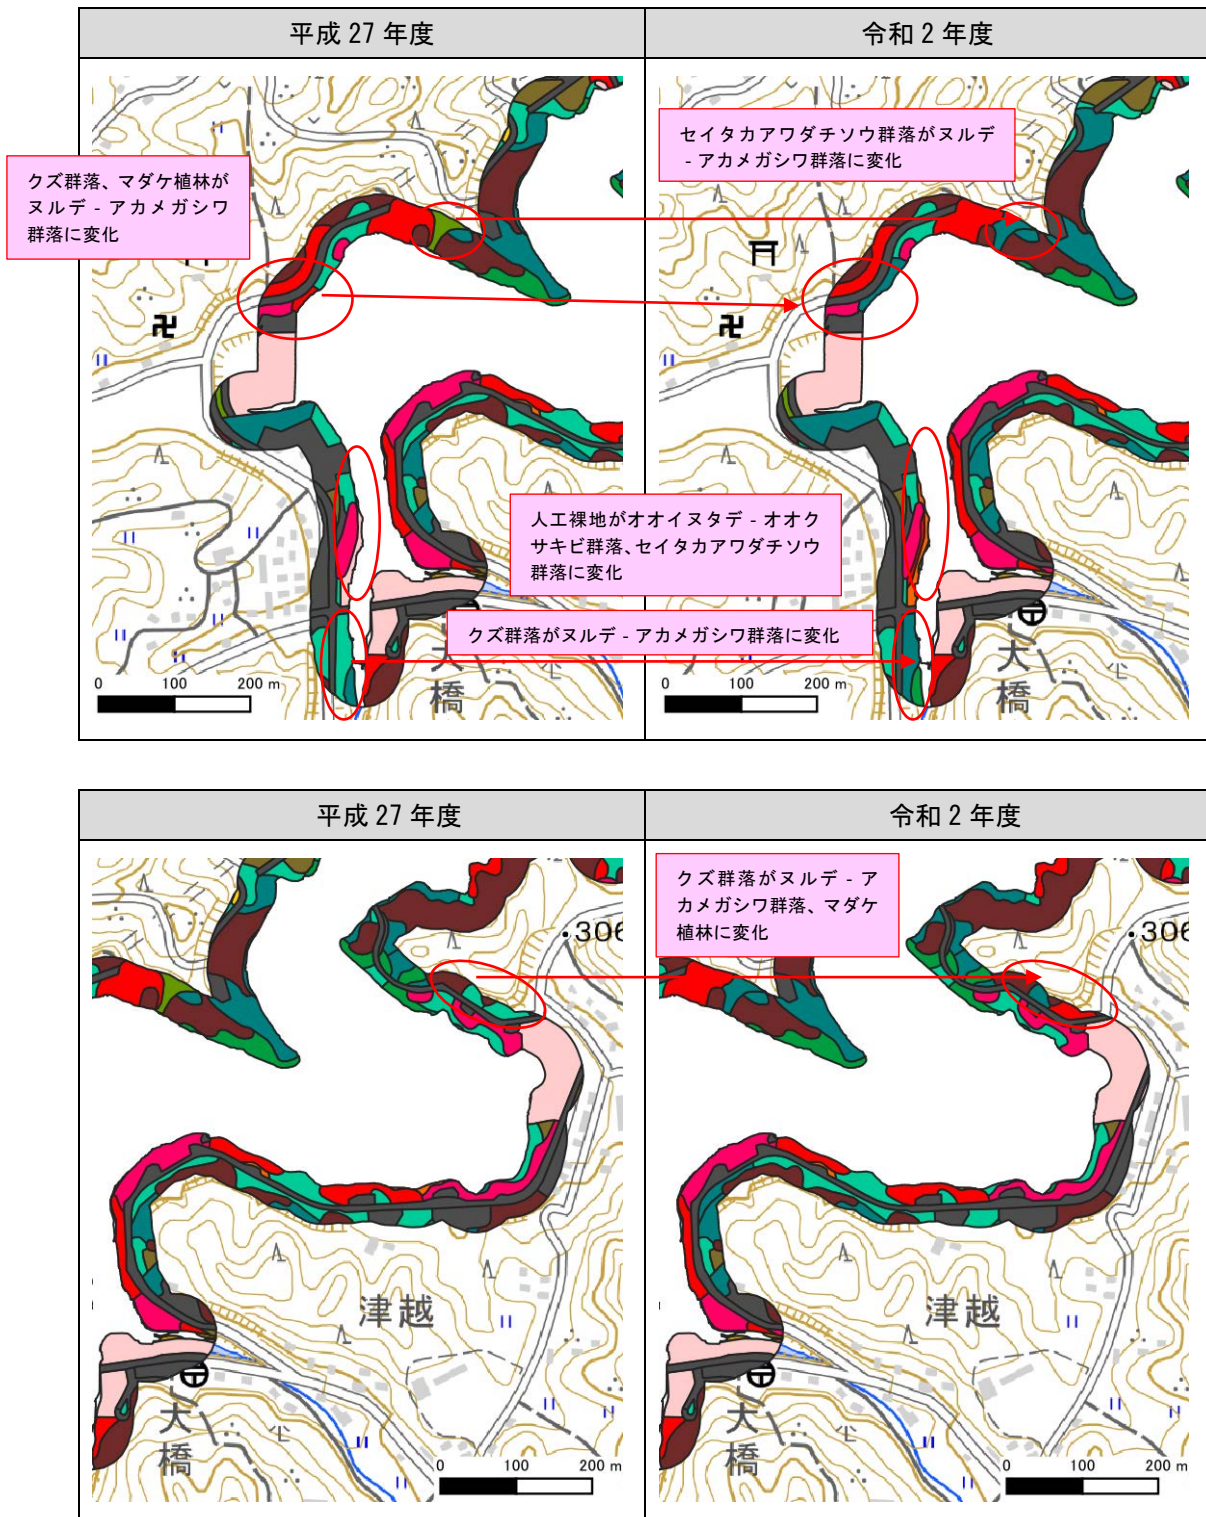 平成 27 年度
令和 2 年度
クズ群落、マダケ植林が
ヌルデ - アカメガシワ
群落に変化
セイタカアワダチソウ群落がヌルデ
- アカメガシワ群落に変化
人工裸地がオオイヌタデ - オオク
サキビ群落、セイタカアワダチソウ
群落に変化
クズ群落がヌルデ - アカメガシワ群落に変化
大橋
大橋
0 100 200 m
0 100 200 m
平成 27 年度
令和 2 年度
クズ群落がヌルデ - ア
カメガシワ群落、マダケ
植林に変化
306
306
津越
津越
大橋
大橋
0 100 200 m
0 100 200 m